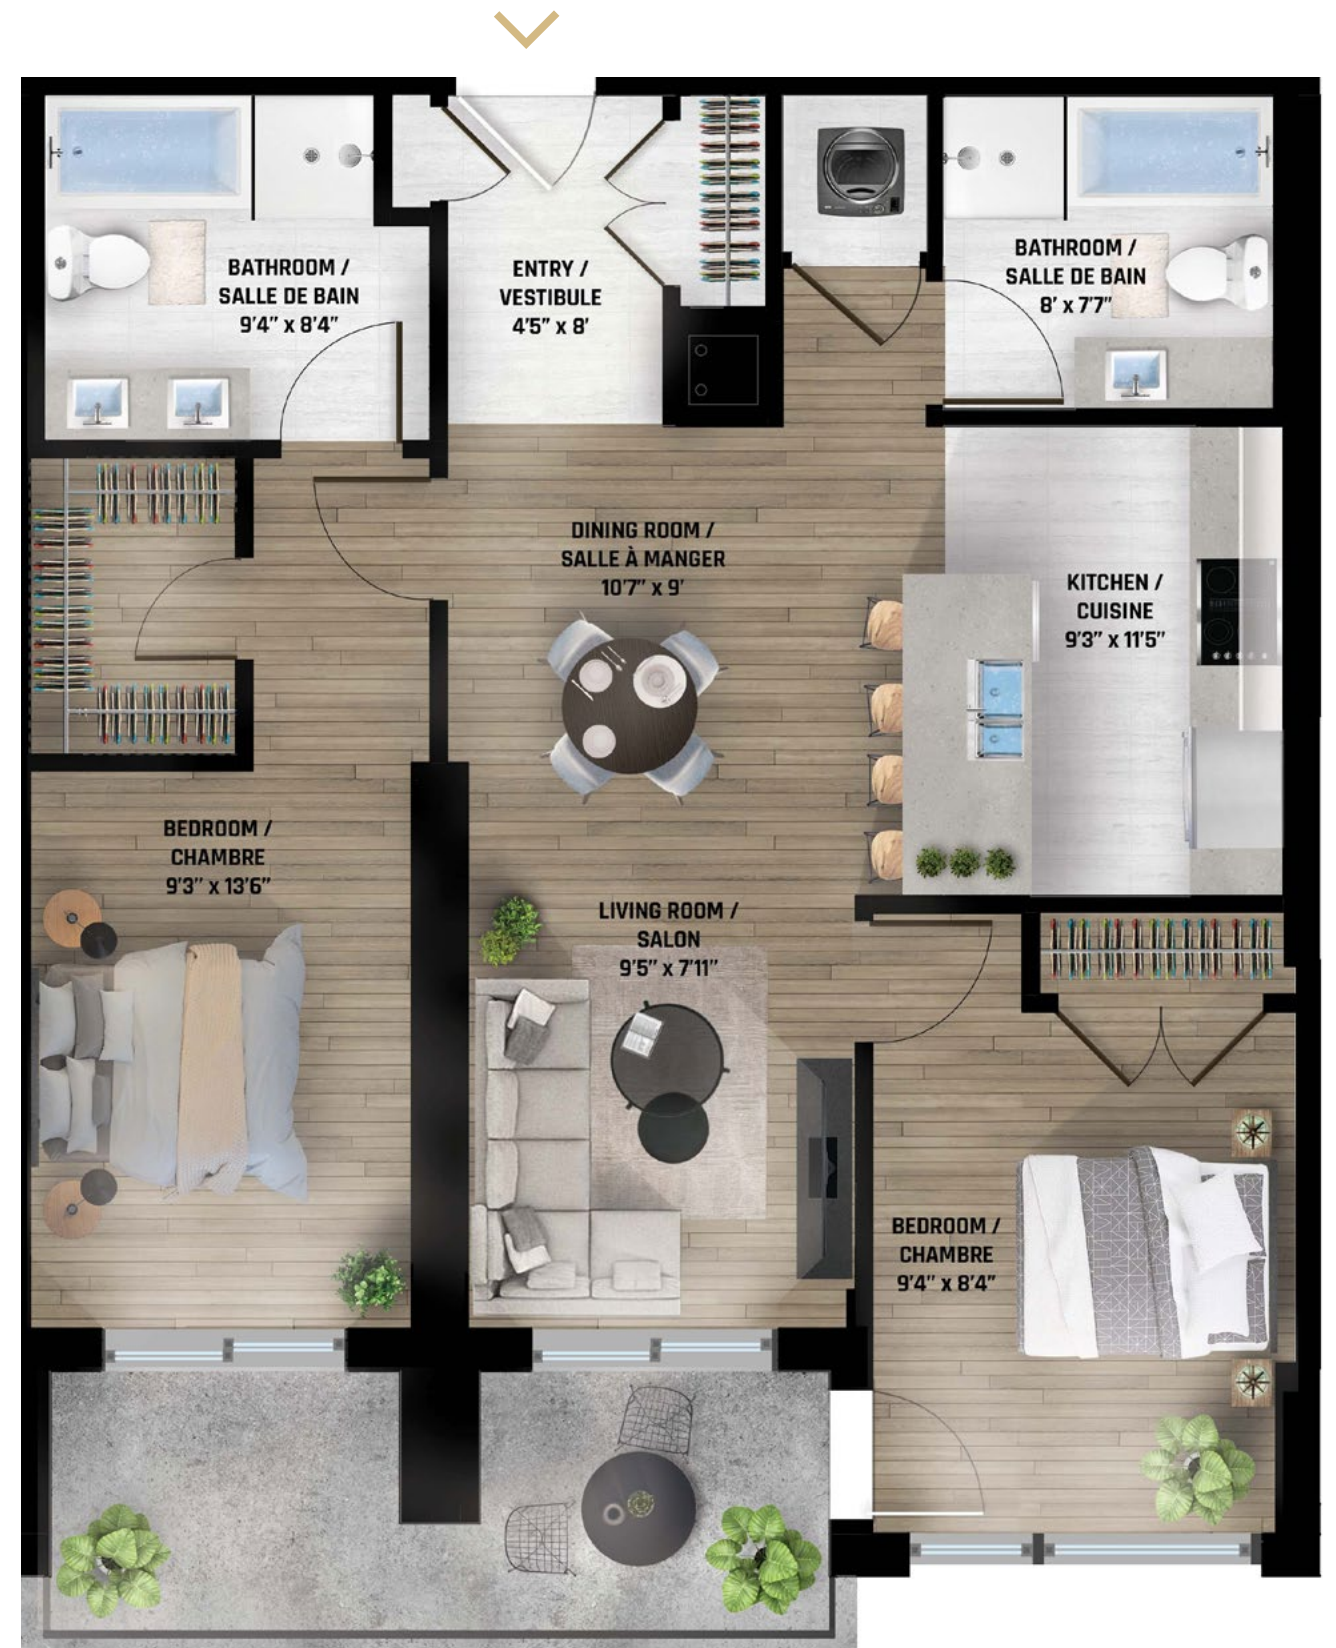 BATHROOM /
SALLE DE BAIN
9'4" x 8'4"
ENTRY /
VESTIBULE
4'5" x 8'
BATHROOM /
SALLE DE BAIN
8' x 7'7"
DINING ROOM /
SALLE À MANGER
10'7" x 9'
KITCHEN /
CUISINE
9'3" x 11'5"
BEDROOM /
CHAMBRE
9'3" x 13'6"
LIVING ROOM /
SALON
9'5" x 7'11"
BEDROOM /
CHAMBRE
9'4" x 8'4"